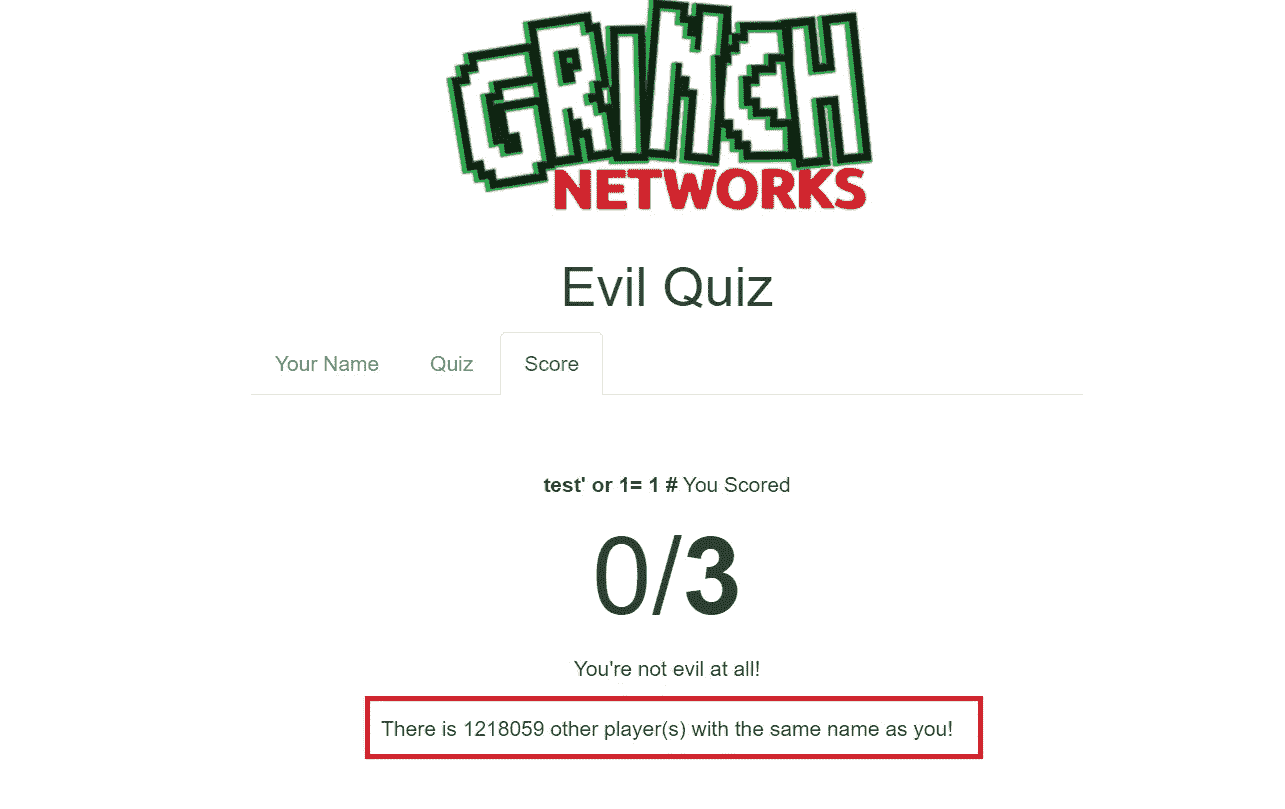 GRINCH
NETWORKS
Evil Quiz
Your Name Quiz Score
test' or 1= 1 # You Scored
0/3
You're not evil at all!
There is 1218059 other player(s) with the same name as you!